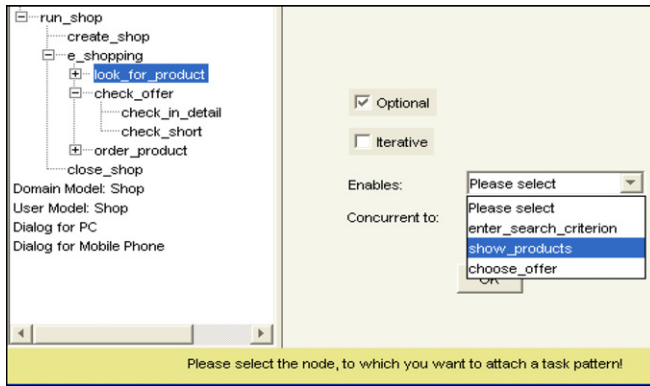 run_shop
create_shop
e_shopping
look_for_product
check_offer
check_in_detail
check_short
order_product
close_shop
Domain Model: Shop
User Model: Shop
Dialog for PC
Dialog for Mobile Phone
Optional
Iterative
Enables:
Please select
Concurrent to:
Please select
enter_search_criterion
show_products
choose_offer
OK
Please select the node, to which you want to attach a task pattern!